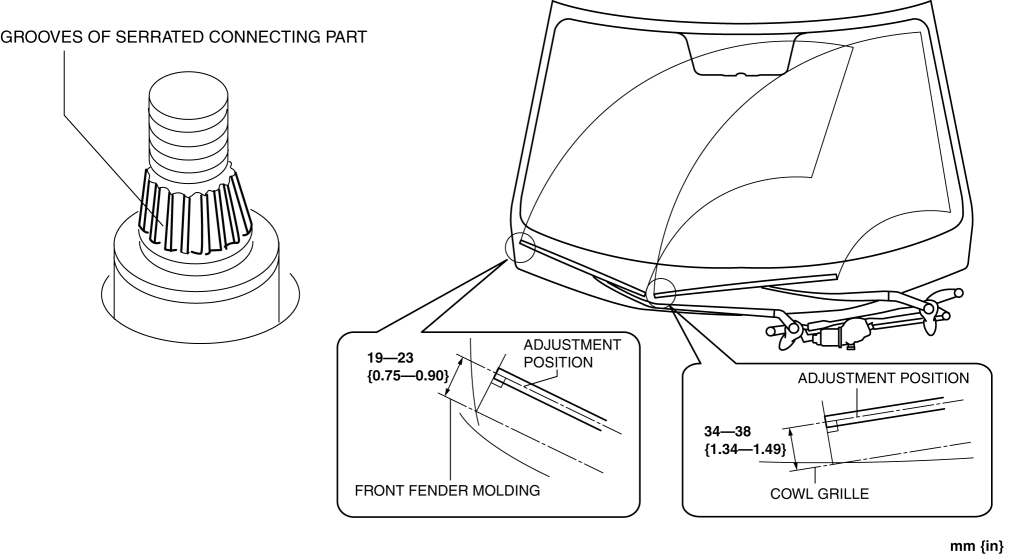 GROOVES OF SERRATED CONNECTING PART
19—23
{0.75—0.90}
ADJUSTMENT
POSITION
FRONT FENDER MOLDING
ADJUSTMENT POSITION
34—38
{1.34—1.49}
COWL GRILLE
mm {in}